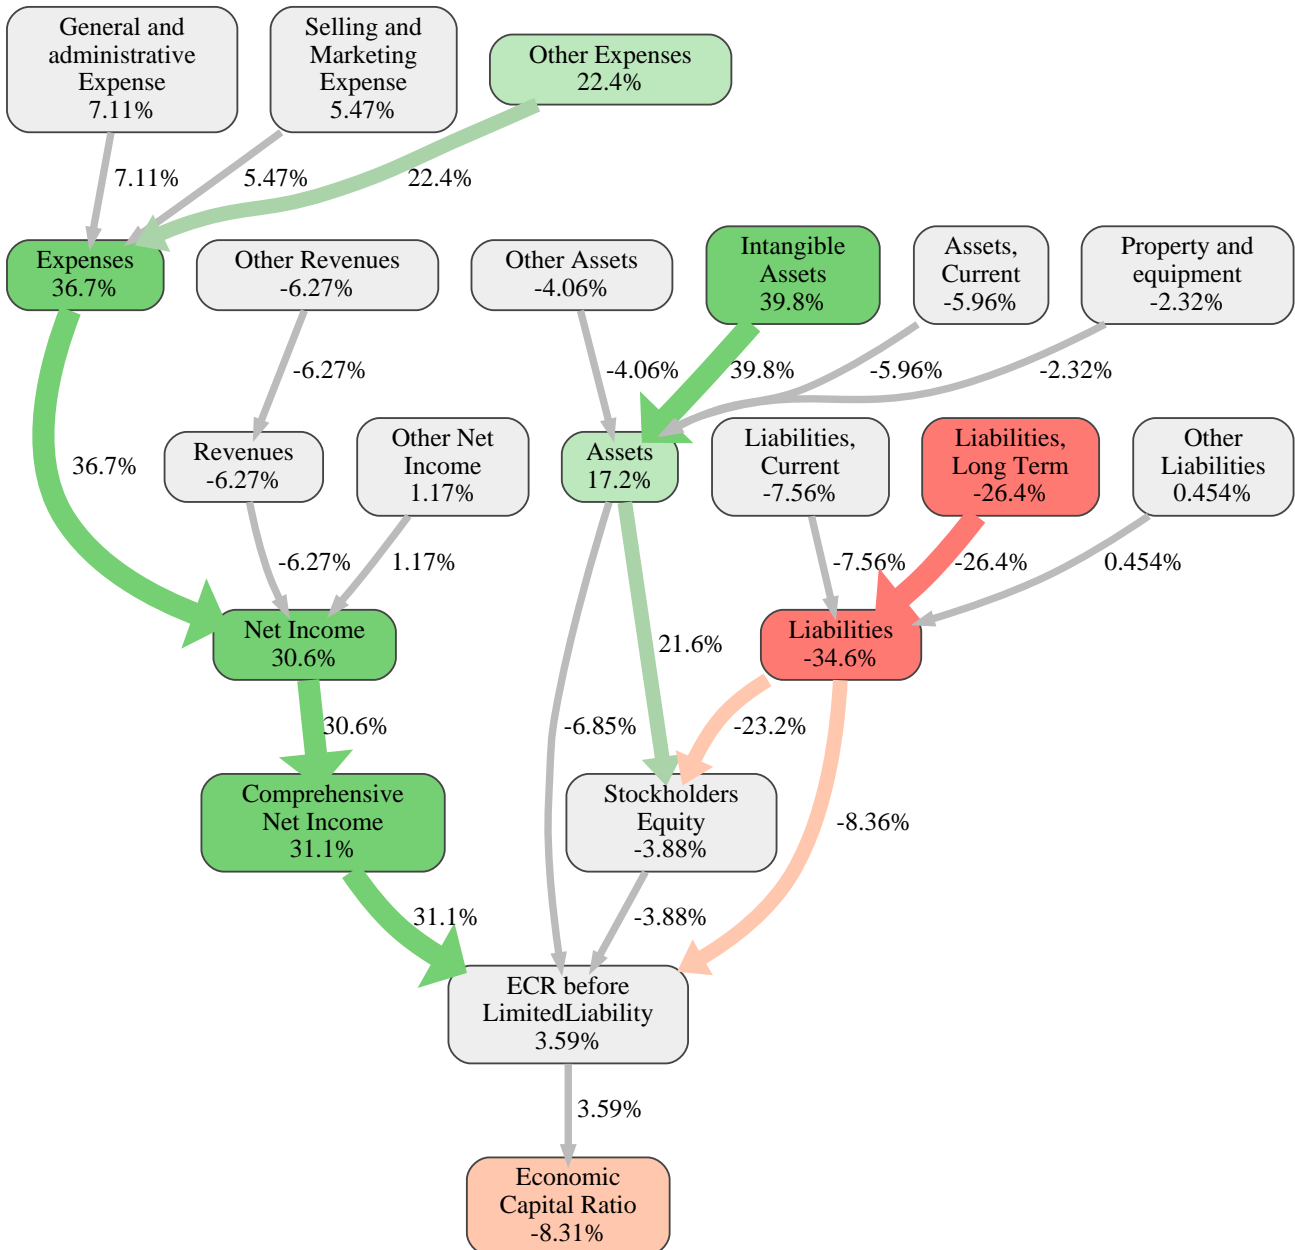 General and
administrative
Expense
7.11%
Selling and
Marketing
Expense
5.47%
Other Expenses
22.4%
7.11%
5.47%
22.4%
Expenses
36.7%
Other Revenues
-6.27%
Other Assets
-4.06%
Intangible
Assets
39.8%
Assets,
Current
-5.96%
Property and
equipment
-2.32%
-6.27%
-4.06%
39.8%
-5.96%
-2.32%
36.7%
Revenues
-6.27%
Other Net
Income
1.17%
Assets
17.2%
Liabilities,
Current
-7.56%
Liabilities,
Long Term
-26.4%
Other
Liabilities
0.454%
-6.27%
1.17%
-7.56%
-26.4%
0.454%
Net Income
30.6%
21.6%
Liabilities
-34.6%
30.6%
-6.85%
-23.2%
Comprehensive
Net Income
31.1%
Stockholders
Equity
-3.88%
-8.36%
31.1%
-3.88%
ECR before
LimitedLiability
3.59%
3.59%
Economic
Capital Ratio
-8.31%